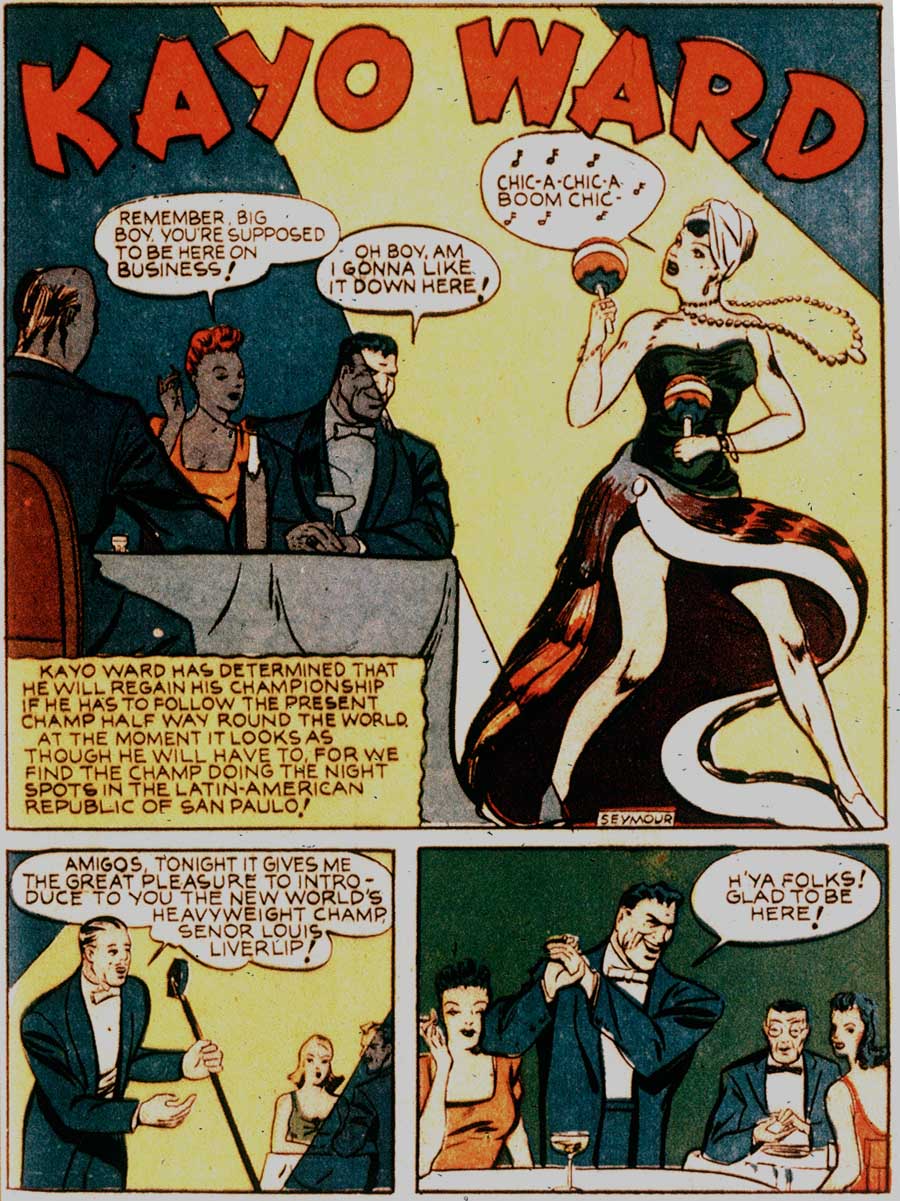 KAYO WARD
CHIC-A-CHIC-A
BOOM CHIC-
REMEMBER, BIG
BOY, YOU'RE SUPPOSED
TO BE HERE ON
BUSINESS!
OH BOY, AM
I GONNA LIKE
IT DOWN HERE!
KAYO WARD HAS DETERMINED THAT
HE WILL REGAIN HIS CHAMPIONSHIP
IF HE HAS TO FOLLOW THE PRESENT
CHAMP HALF WAY ROUND THE WORLD.
AT THE MOMENT IT LOOKS AS
THOUGH HE WILL HAVE TO, FOR WE
FIND THE CHAMP DOING THE NIGHT
SPOTS IN THE LATIN-AMERICAN
REPUBLIC OF SAN PAULO!
SEYMOUR
AMIGOS, TONIGHT IT GIVES ME
THE GREAT PLEASURE TO INTRO-
DUCE TO YOU THE NEW WORLD'S
HEAVYWEIGHT CHAMP,
SENOR LOUIS
LIVERLIP!
H'YA FOLKS!
GLAD TO BE
HERE!